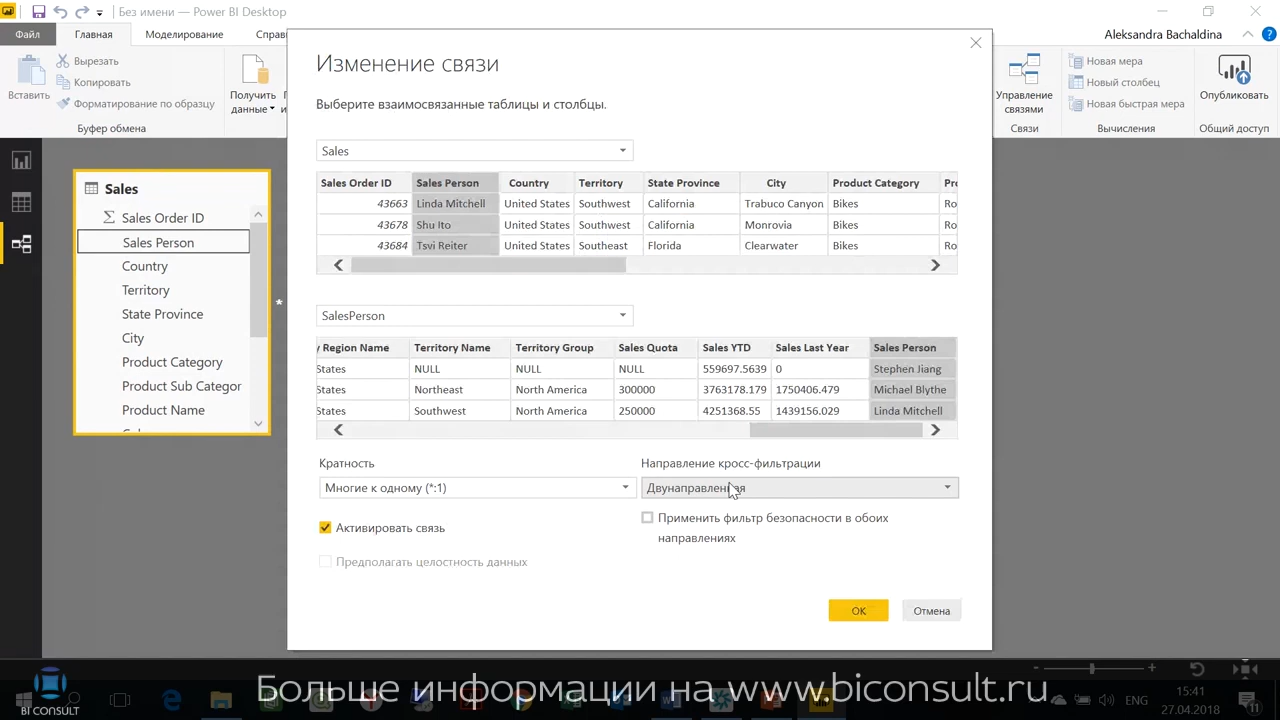 Без имени — Power BI Desktop
Файл
Главная
Моделирование
Aleksandra Bachaldina
Вставить
Вырезать
Копировать
Форматирование по образцу
Буфер обмена
Получить данные
Управление связями
Связи
Новая мера
Новый столбец
Новая быстрая мера
Вычисления
Опубликовать
Общий доступ
Sales
Sales Order ID
Sales Person
Country
Territory
State Province
City
Product Category
Product Sub Categor
Product Name
*
Изменение связи
Выберите взаимосвязанные таблицы и столбцы.
Sales
Sales Order ID Sales Person Country Territory State Province City Product Category
43663 Linda Mitchell United States Southwest California Trabuco Canyon Bikes
43678 Shu Ito United States Southwest California Monrovia Bikes
43684 Tsvi Reiter United States Southeast Florida Clearwater Bikes
SalesPerson
y Region Name Territory Name Territory Group Sales Quota Sales YTD Sales Last Year Sales Person
States NULL NULL NULL 559697.5639 0 Stephen Jiang
States Northeast North America 300000 3763178.179 1750406.479 Michael Blythe
States Southwest North America 250000 4251368.55 1439156.029 Linda Mitchell
Кратность
Многие к одному (*:1)
Направление кросс-фильтрации
Двунаправленная
Активировать связь
Предполагать целостность данных
Применить фильтр безопасности в обоих
направлениях
ОК
Отмена
BI CONSULT
Больше информации на www.biconsult.ru
ENG
15:41
27.04.2018